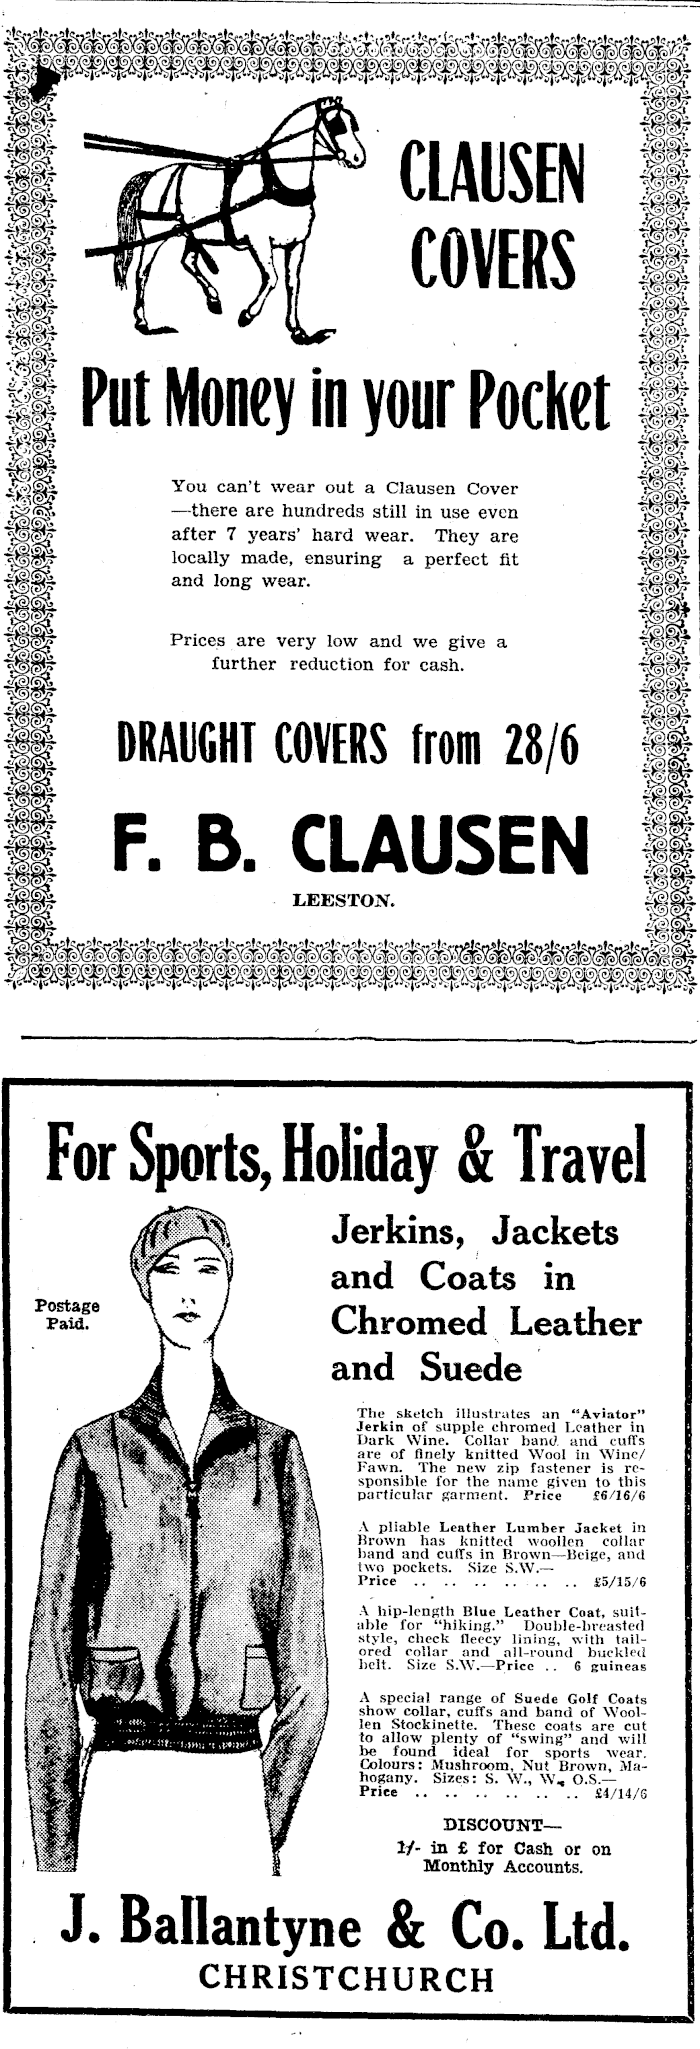 CLAUSEN
COVERS
Put Money in your Pocket
You can't wear out a Clausen Cover
—there are hundreds still in use even
after 7 years' hard wear. They are
locally made, ensuring a perfect fit
and long wear.
Prices are very low and we give a
further reduction for cash.
DRAUGHT COVERS from 28/6
F. B. CLAUSEN
LEESTON.
For Sports, Holiday & Travel
Postage
Paid.
Jerkins, Jackets
and Coats in
Chromed Leather
and Suede
The sketch illustrates an "Aviator"
Jerkin of supple chromed Leather in
Dark Wine. Collar band and cuffs
are of finely knitted Wool in Wine/
Fawn. The new zip fastener is re-
sponsible for the name given to this
particular garment. Price £6/16/6
A pliable Leather Lumber Jacket in
Brown has knitted woollen collar
band and cuffs in Brown—Beige, and
two pockets. Size S.W.—
Price .. .. .. .. .. .. £5/15/6
A hip-length Blue Leather Coat, suit-
able for "hiking." Double-breasted
style, check fleecy lining, with tail-
ored collar and all-round buckled
belt. Size S.W.—Price .. 6 guineas
A special range of Suede Golf Coats
show collar, cuffs and band of Wool-
len Stockinette. These coats are cut
to allow plenty of "swing" and will
be found ideal for sports wear.
Colours: Mushroom, Nut Brown, Ma-
hogany. Sizes: S. W., W., O.S.—
Price .. .. .. .. .. .. £4/14/6
DISCOUNT—
1/- in £ for Cash or on
Monthly Accounts.
J. Ballantyne & Co. Ltd.
CHRISTCHURCH